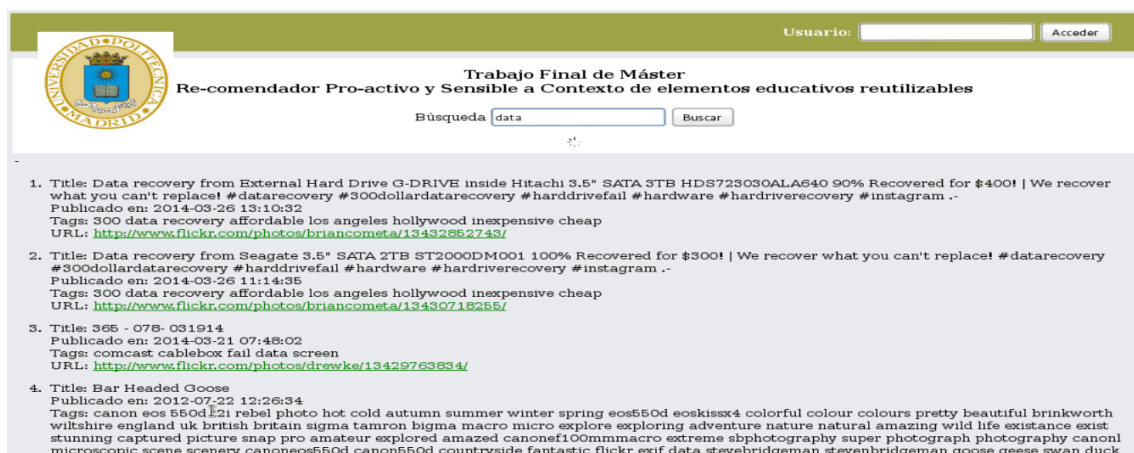 Usuario: Acceder
UNIVERSIDAD POLITÉCNICA MADRID
Trabajo Final de Máster
Re-comendador Pro-activo y Sensible a Contexto de elementos educativos reutilizables
Búsqueda data Buscar
-
1. Title: Data recovery from External Hard Drive G-DRIVE inside Hitachi 3.5" SATA 3TB HDS723030ALA640 90% Recovered for $400! | We recover
what you can't replace! #datarecovery #300dollardatarecovery #harddrivefail #hardware #hardriverecovery #instagram .-
Publicado en: 2014-03-26 13:10:32
Tags: 300 data recovery affordable los angeles hollywood inexpensive cheap
URL: http://www.flickr.com/photos/briancometa/13432852743/
2. Title: Data recovery from Seagate 3.5" SATA 2TB ST2000DM001 100% Recovered for $300! | We recover what you can't replace! #datarecovery
#300dollardatarecovery #harddrivefail #hardware #hardriverecovery #instagram .-
Publicado en: 2014-03-26 11:14:35
Tags: 300 data recovery affordable los angeles hollywood inexpensive cheap
URL: http://www.flickr.com/photos/briancometa/13430718255/
3. Title: 365 - 078- 031914
Publicado en: 2014-03-21 07:48:02
Tags: comcast cablebox fail data screen
URL: http://www.flickr.com/photos/drewke/13429763834/
4. Title: Bar Headed Goose
Publicado en: 2012-07-22 12:26:34
Tags: canon eos 550d t2i rebel photo hot cold autumn summer winter spring eos550d eoskissx4 colorful colour colours pretty beautiful brinkworth
wiltshire england uk british britain sigma tamron bigma macro micro explore exploring adventure nature natural amazing wild life existance exist
stunning captured picture snap pro amateur explored amazed canonef100mmmacro extreme sbphotography super photograph photography canonl
microscopic scene scenery canoneos550d canon550d countryside fantastic flickr exif data stevebridgeman stevenbridgeman goose geese swan duck